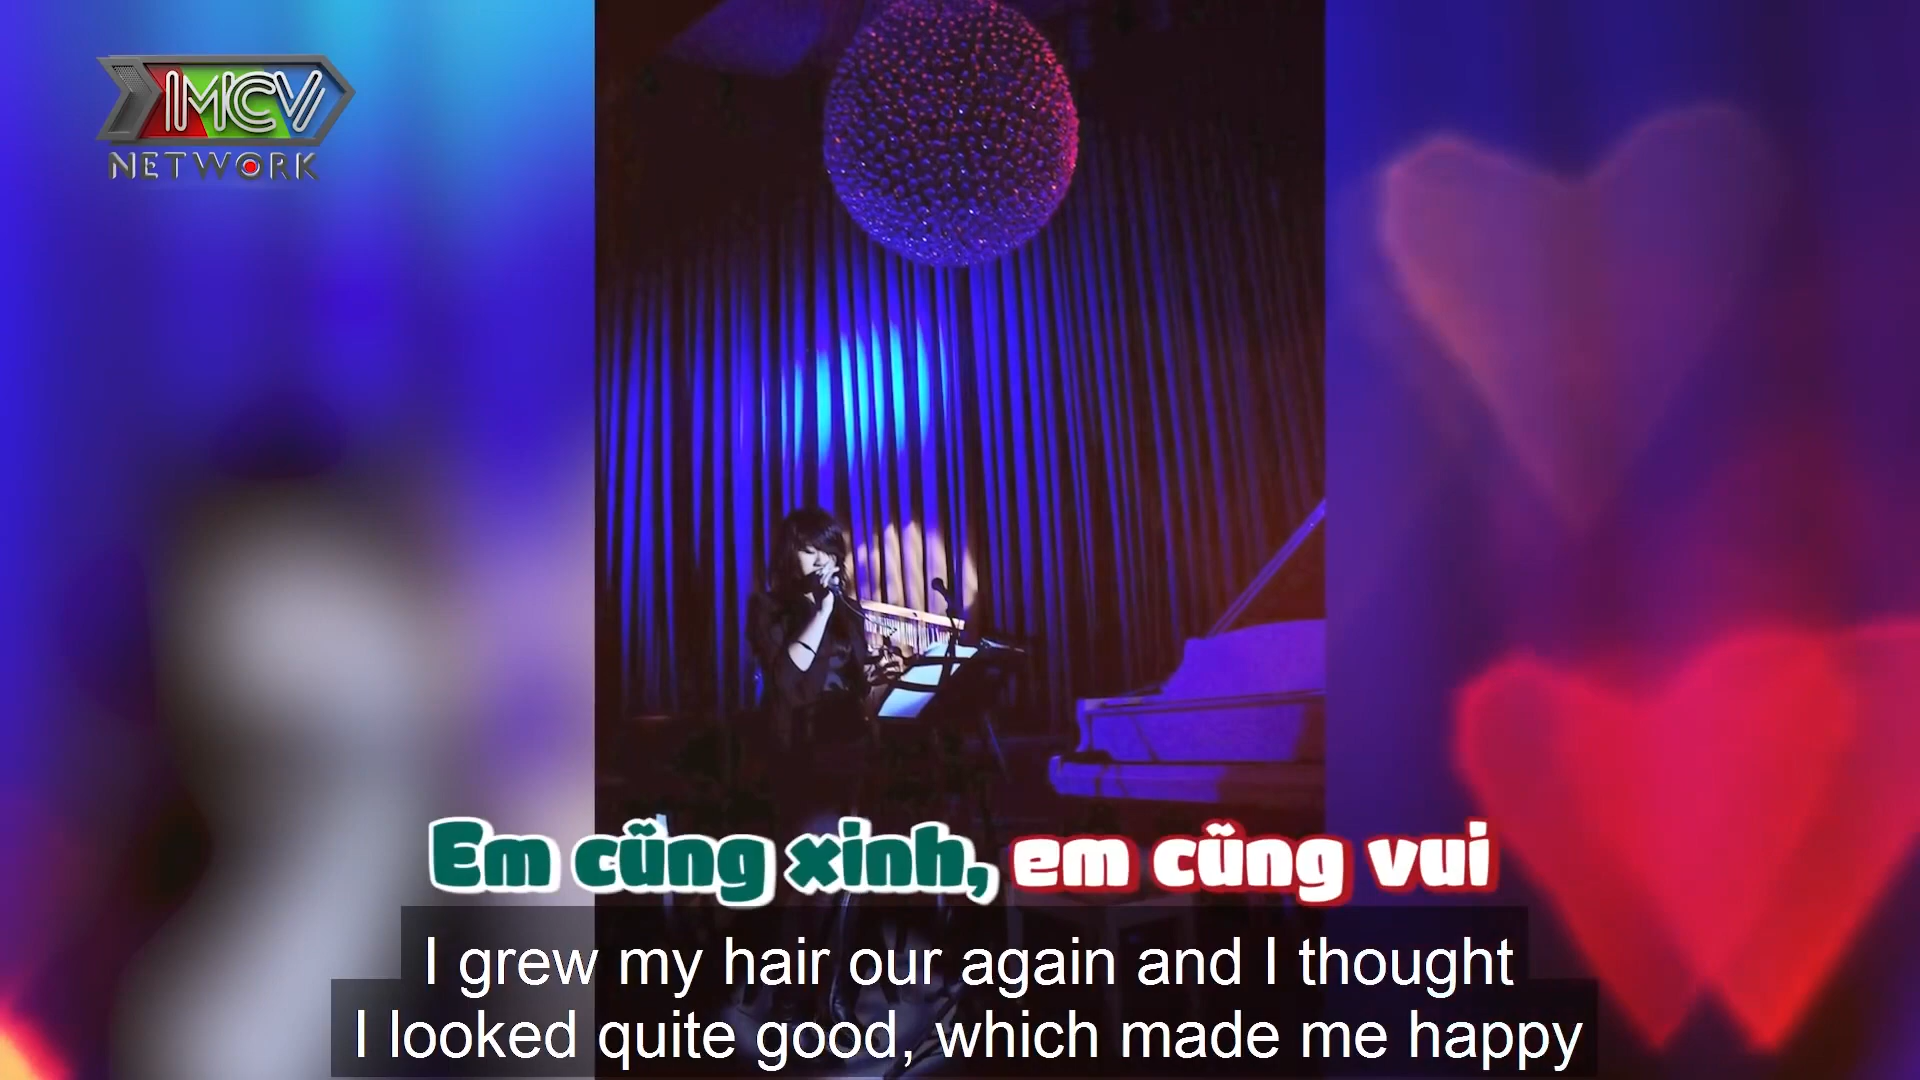 MCV
NETWORK
Em cũng xinh, em cũng vui
I grew my hair our again and I thought
I looked quite good, which made me happy